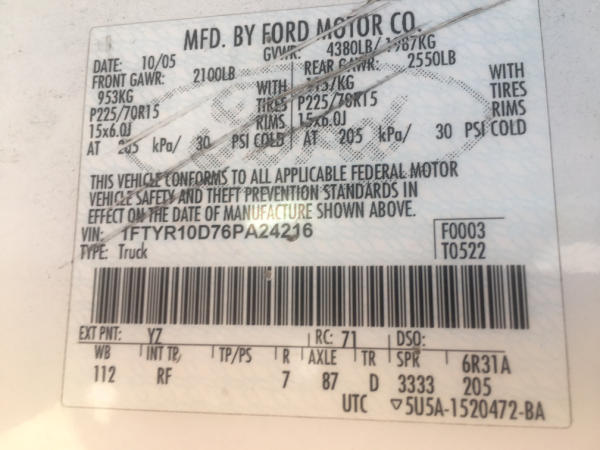 MFD. BY FORD MOTOR CO.
DATE: 10/05 GVWR: 4380LB/ 1987KG
FRONT GAWR: 2100LB REAR GAWR: 2550LB
953KG WITH KG WITH
P225/70R15 TIRES P225/70R15 TIRES
15x6.0J RIMS 15x6.0J RIMS
AT 205 kPa/ 30 PSI COLD AT 205 kPa/ 30 PSI COLD
THIS VEHICLE CONFORMS TO ALL APPLICABLE FEDERAL MOTOR
VEHICLE SAFETY AND THEFT PREVENTION STANDARDS IN
EFFECT ON THE DATE OF MANUFACTURE SHOWN ABOVE.
VIN: 1FTYR10D76PA24216 F0003
TYPE: Truck T0522
EXT PNT: YZ RC: 71 DSO:
WB INT TR TP/PS R AXLE TR SPR 6R31A
112 RF 7 87 D 3333 205
UTC ▽5U5A-1520472-BA